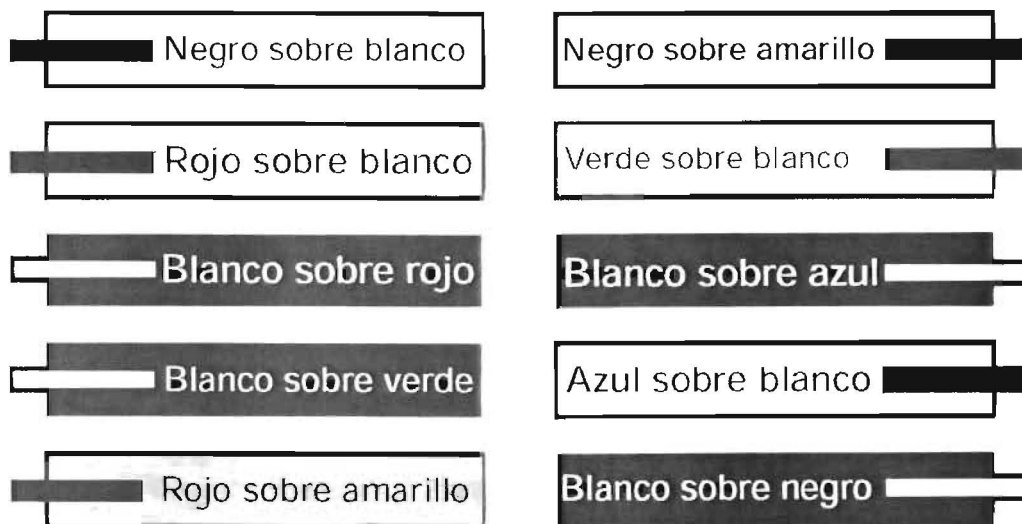 Negro sobre blanco
Negro sobre amarillo
Rojo sobre blanco
Verde sobre blanco
Blanco sobre rojo
Blanco sobre azul
Blanco sobre verde
Azul sobre blanco
Rojo sobre amarillo
Blanco sobre negro